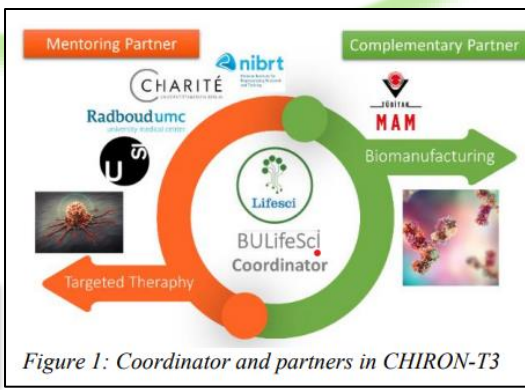 Mentoring Partner
Complementary Partner
nibrt
CHARITÉ
Radboudumc
university medical center
USI
TÜBİTAK
MAM
Biomanufacturing
Lifesci
BULifeSci
Coordinator
Targeted Theraphy
Figure 1: Coordinator and partners in CHIRON-T3